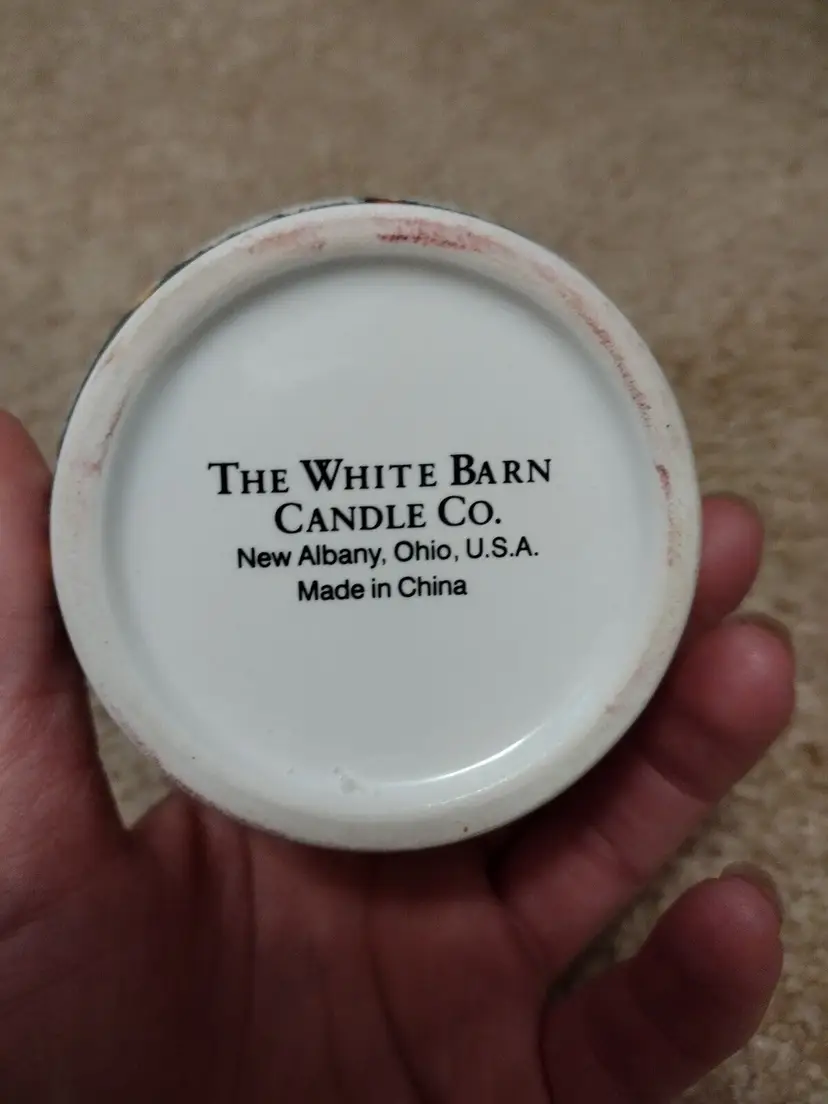 THE WHITE BARN
CANDLE CO.
New Albany, Ohio, U.S.A.
Made in China